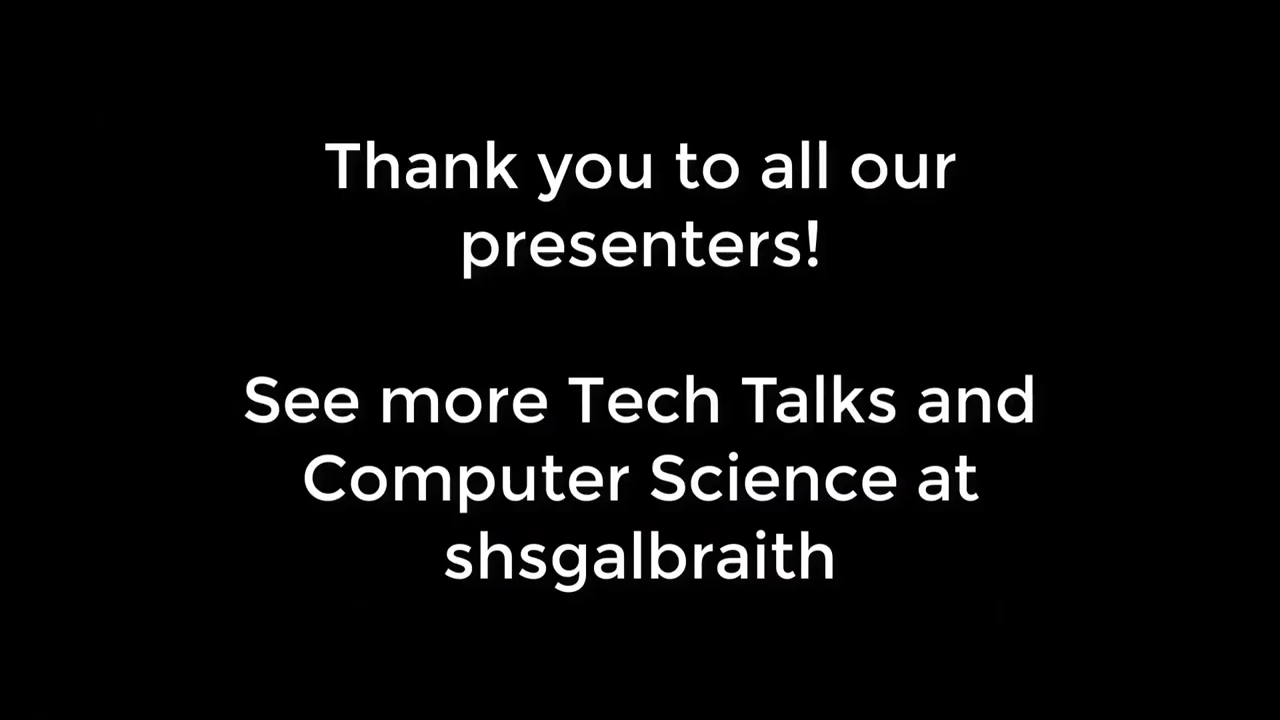 Thank you to all our
presenters!
See more Tech Talks and
Computer Science at
shsgalbraith